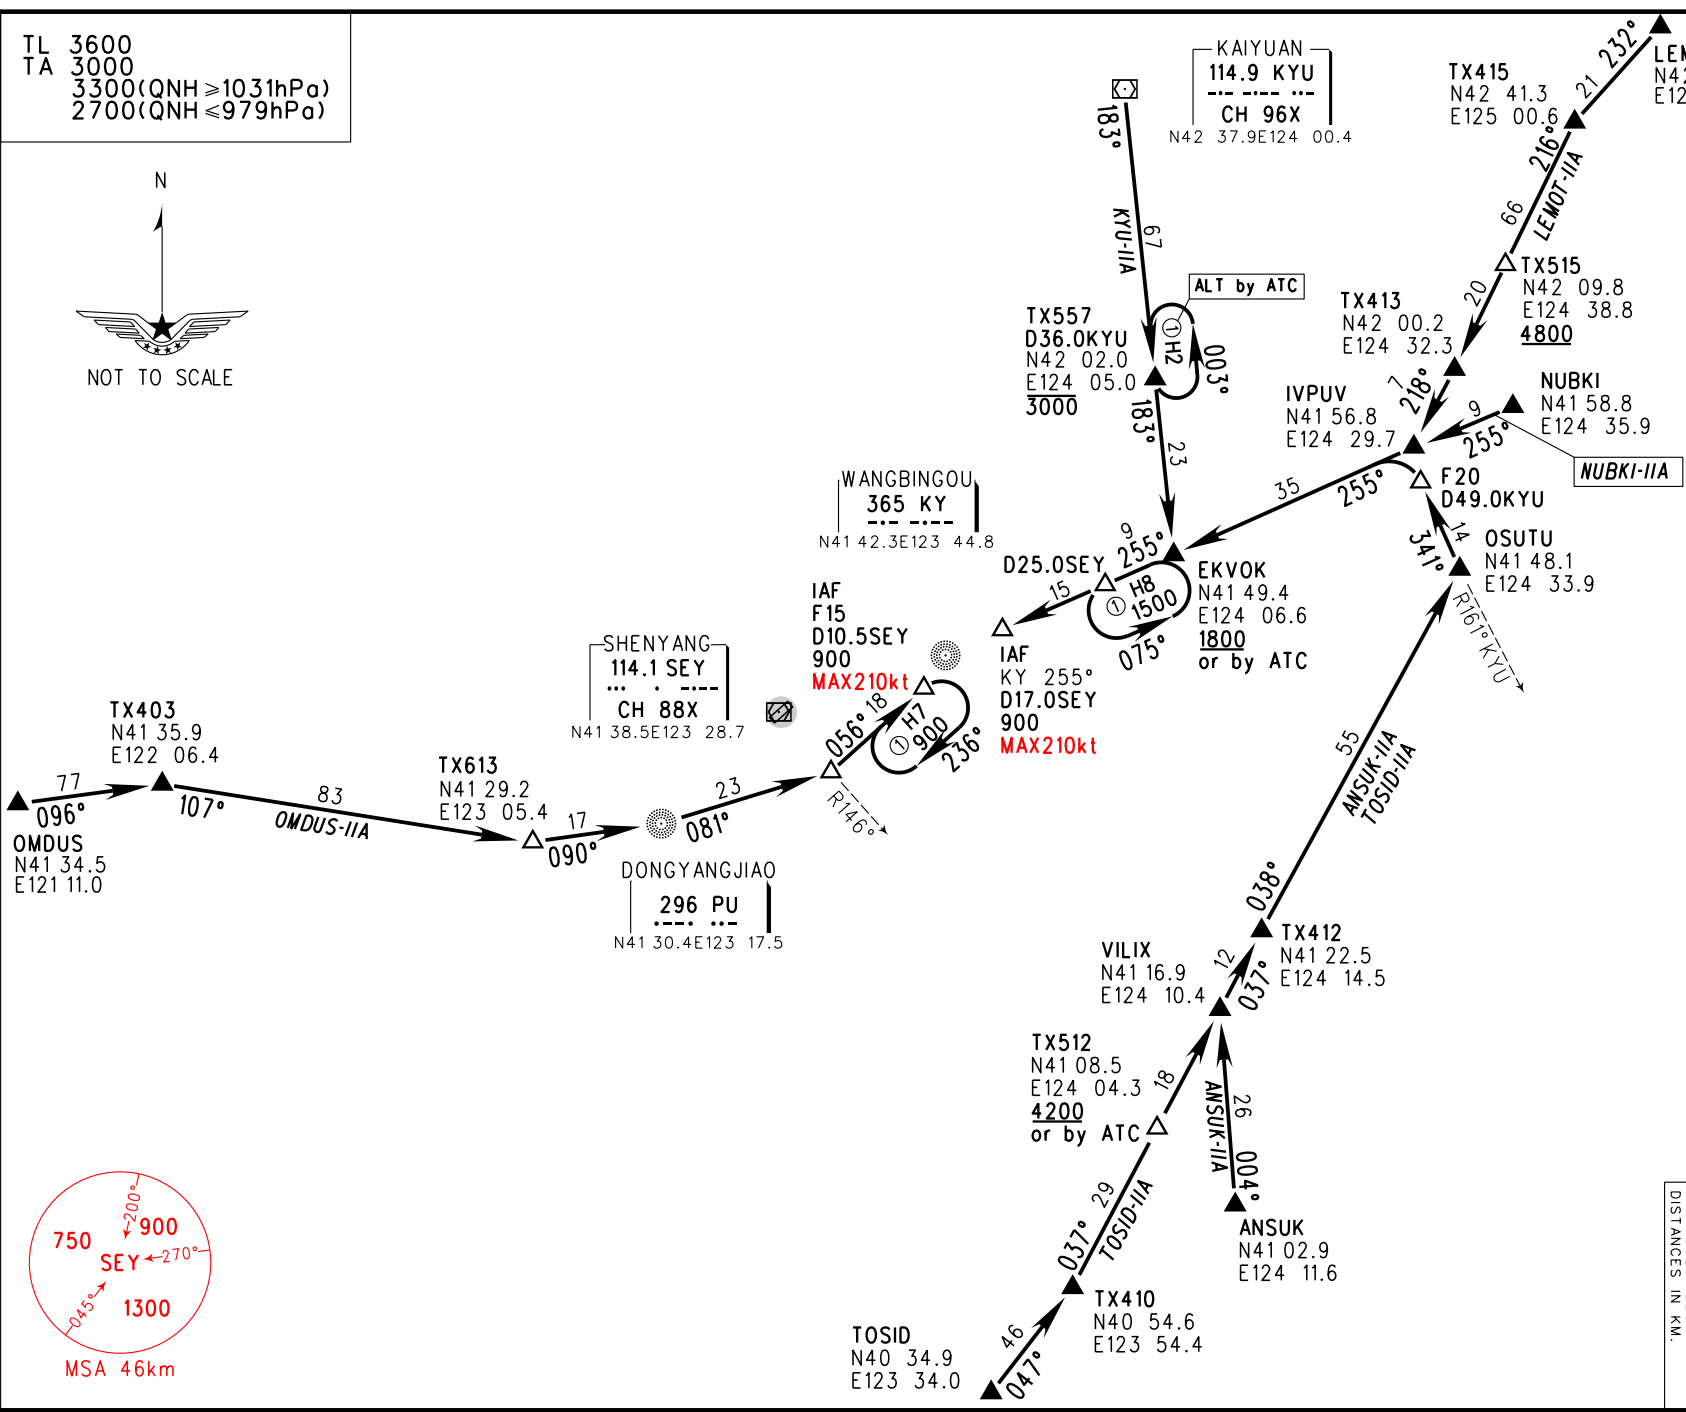 TL 3600
TA 3000
3300(QNH ≥1031hPa)
2700(QNH ≤979hPa)
N
NOT TO SCALE
KAIYUAN
114.9 KYU
CH 96X
N42 37.9E124 00.4
183°
67
KYU-11A
232°
21
TX415
N42 41.3
E125 00.6
216°
66
LEMOT-11A
TX515
N42 09.8
E124 38.8
4800
20
TX413
N42 00.2
E124 32.3
7
218°
NUBKI
N41 58.8
E124 35.9
9
255°
NUBKI-11A
IVPUV
N41 56.8
E124 29.7
ALT by ATC
TX557
D36.0KYU
N42 02.0
E124 05.0
3000
① H2
003°
183°
23
35
255°
F20
D49.0KYU
14
341°
OSUTU
N41 48.1
E124 33.9
R161° KYU
WANGBINGOU
365 KY
N41 42.3E123 44.8
9
255°
D25.0SEY
15
① H8
1500
075°
EKVOK
N41 49.4
E124 06.6
1800
or by ATC
IAF
F15
D10.5SEY
900
MAX210kt
IAF
KY 255°
D17.0SEY
900
MAX210kt
SHENYANG
114.1 SEY
CH 88X
N41 38.5E123 28.7
056°
18
① H7
900
236°
R146°
TX403
N41 35.9
E122 06.4
77
096°
OMDUS
N41 34.5
E121 11.0
107°
83
OMDUS-11A
TX613
N41 29.2
E123 05.4
17
090°
23
081°
DONGYANGJIAO
296 PU
N41 30.4E123 17.5
55
ANSUK-11A
TOSID-11A
038°
TX412
N41 22.5
E124 14.5
VILIX
N41 16.9
E124 10.4
12
037°
TX512
N41 08.5
E124 04.3
4200
or by ATC
18
ANSUK-11A
26
004°
ANSUK
N41 02.9
E124 11.6
29
037°
TOSID-11A
TX410
N40 54.6
E123 54.4
46
047°
TOSID
N40 34.9
E123 34.0
200°
750
900
SEY
270°
045°
1300
MSA 46km
DISTANCES IN KM.